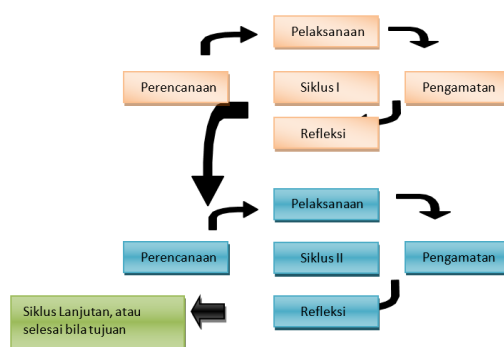 Pelaksanaan
Perencanaan
Siklus I
Pengamatan
Refleksi
Pelaksanaan
Perencanaan
Siklus II
Pengamatan
Refleksi
Siklus Lanjutan, atau
selesai bila tujuan